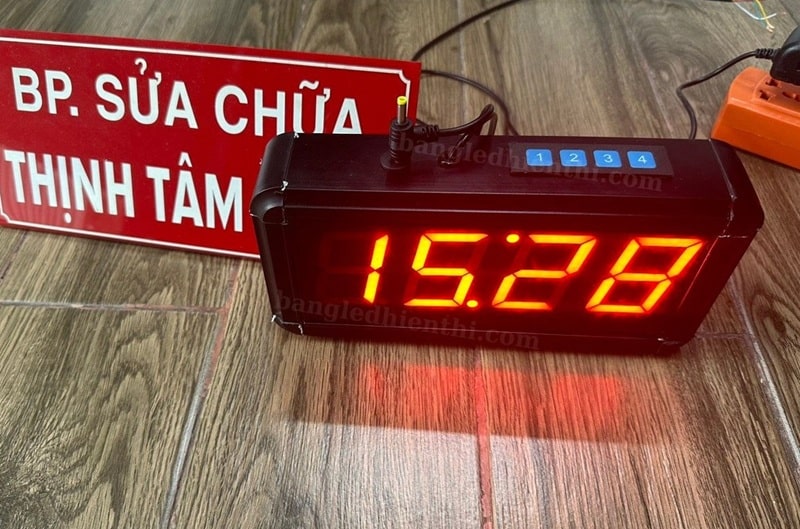 BP. SỬA CHỮA
THỊNH TÂM
bangledhienthi.com
1 2 3 4
15:28
bangledhienthi.com